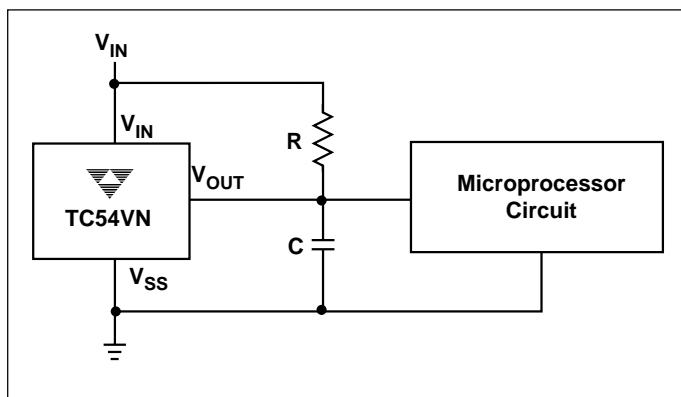 V_IN
V_IN
R
V_OUT
TC54VN
Microprocessor
Circuit
C
V_SS